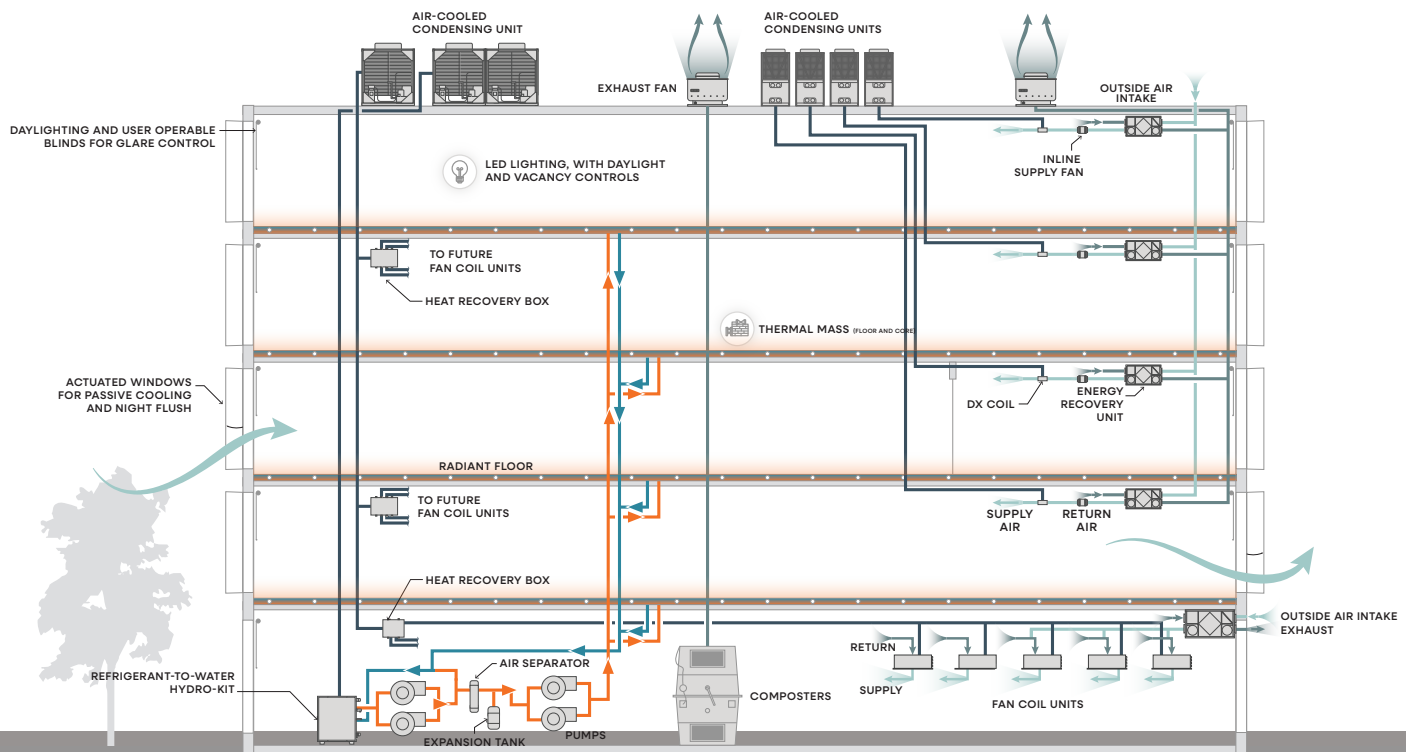 AIR-COOLED
CONDENSING UNIT
AIR-COOLED
CONDENSING UNITS
EXHAUST FAN
OUTSIDE AIR
INTAKE
DAYLIGHTING AND USER OPERABLE
BLINDS FOR GLARE CONTROL
LED LIGHTING, WITH DAYLIGHT
AND VACANCY CONTROLS
INLINE
SUPPLY FAN
TO FUTURE
FAN COIL UNITS
HEAT RECOVERY BOX
THERMAL MASS (FLOOR AND CORE)
ACTUATED WINDOWS
FOR PASSIVE COOLING
AND NIGHT FLUSH
DX COIL
ENERGY
RECOVERY
UNIT
RADIANT FLOOR
TO FUTURE
FAN COIL UNITS
SUPPLY
AIR
RETURN
AIR
HEAT RECOVERY BOX
OUTSIDE AIR INTAKE
EXHAUST
RETURN
SUPPLY
FAN COIL UNITS
REFRIGERANT-TO-WATER
HYDRO-KIT
AIR SEPARATOR
COMPOSTERS
EXPANSION TANK
PUMPS